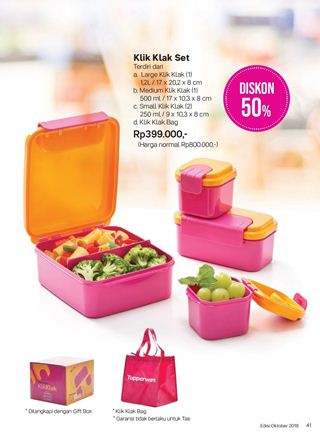 Klik Klak Set
Terdiri dari
a. Large Klik Klak (1)
1,2L / 17 x 20,2 x 8 cm
b. Medium Klik Klak (1)
500 ml / 17 x 10,3 x 8 cm
c. Small Klik Klak (2)
250 ml / 9 x 10,3 x 8 cm
d. Klik Klak Bag
Rp399.000,-
(Harga normal Rp800.000,-)
DISKON
50%
KlikKlak
Tupperware
* Dilengkapi dengan Gift Box
* Klik Klak Bag
* Garansi tidak berlaku untuk Tas
Edisi Oktober 2018
41